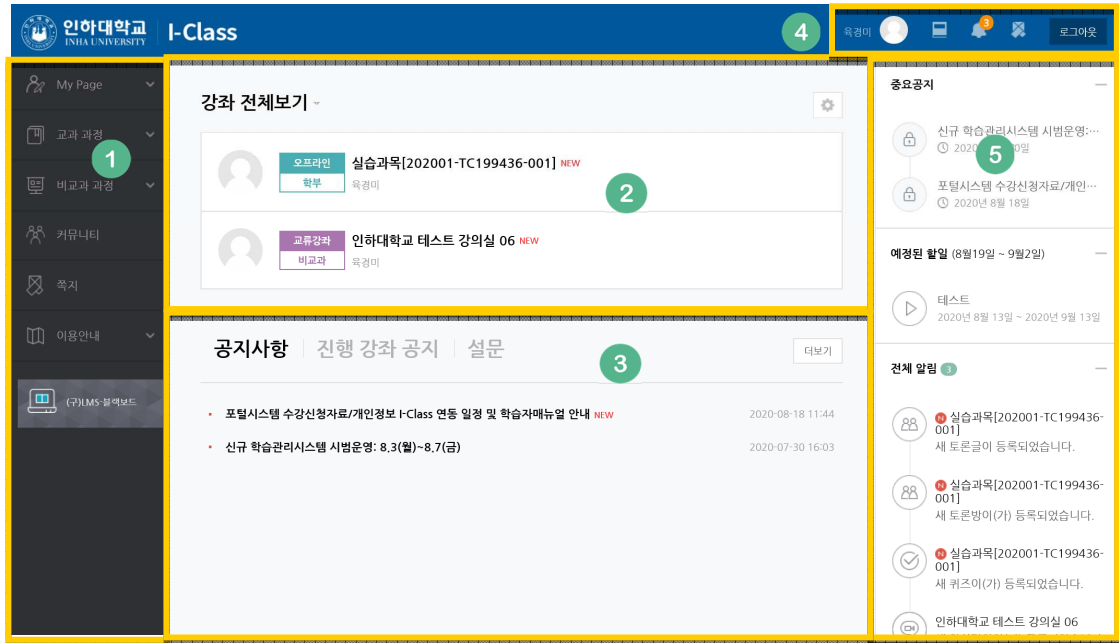 인하대학교
INHA UNIVERSITY
I-Class
4
육경미
3
로그아웃
My Page
교과 과정
1
비교과 과정
커뮤니티
쪽지
이용안내
(구)LMS-블랙보드
강좌 전체보기
오프라인
학부
실습과목[202001-TC199436-001] NEW
육경미
2
교류강좌
비교과
인하대학교 테스트 강의실 06 NEW
육경미
공지사항
진행 강좌 공지
설문
3
더보기
포털시스템 수강신청자료/개인정보 I-Class 연동 일정 및 학습자매뉴얼 안내 NEW
2020-08-18 11:44
신규 학습관리시스템 시범운영: 8.3(월)~8.7(금)
2020-07-30 16:03
중요공지
신규 학습관리시스템 시범운영:…
5
포털시스템 수강신청자료/개인…
2020년 8월 18일
예정된 할일 (8월19일 ~ 9월2일)
테스트
2020년 8월 13일 ~ 2020년 9월 13일
전체 알림 3
N 실습과목[202001-TC199436-
001]
새 토론글이 등록되었습니다.
N 실습과목[202001-TC199436-
001]
새 토론방이(가) 등록되었습니다.
N 실습과목[202001-TC199436-
001]
새 퀴즈이(가) 등록되었습니다.
인하대학교 테스트 강의실 06